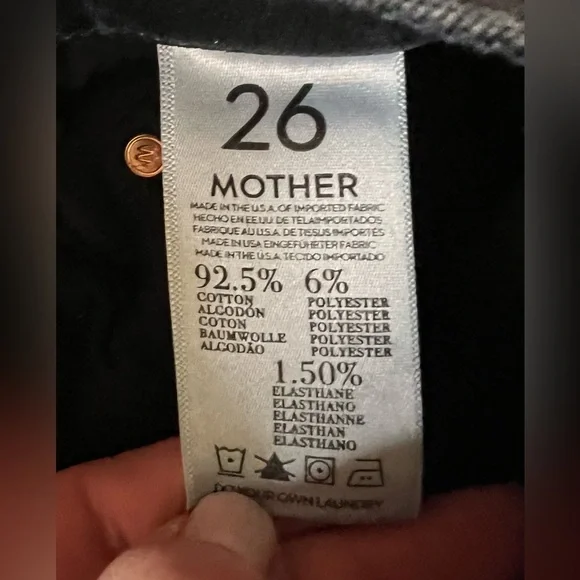 26
MOTHER
MADE IN THE U.S.A. OF IMPORTED FABRIC
HECHO EN EE.UU. DE TELA IMPORTADOS
FABRIQUE AU U.S.A. DE TISSUS IMPORTÉS
MADE IN USA EINGEFÜHRTER FABRIC
MADE IN THE U.S.A. TECIDO IMPORTADO
92.5% 6%
COTTON POLYESTER
ALGODÓN POLYESTER
COTON POLYESTER
BAUMWOLLE POLYESTER
ALGODÃO POLYESTER
1.50%
ELASTHANE
ELASTHANO
ELASTHANNE
ELASTHAN
ELASTHANO
DO YOUR OWN LAUNDRY